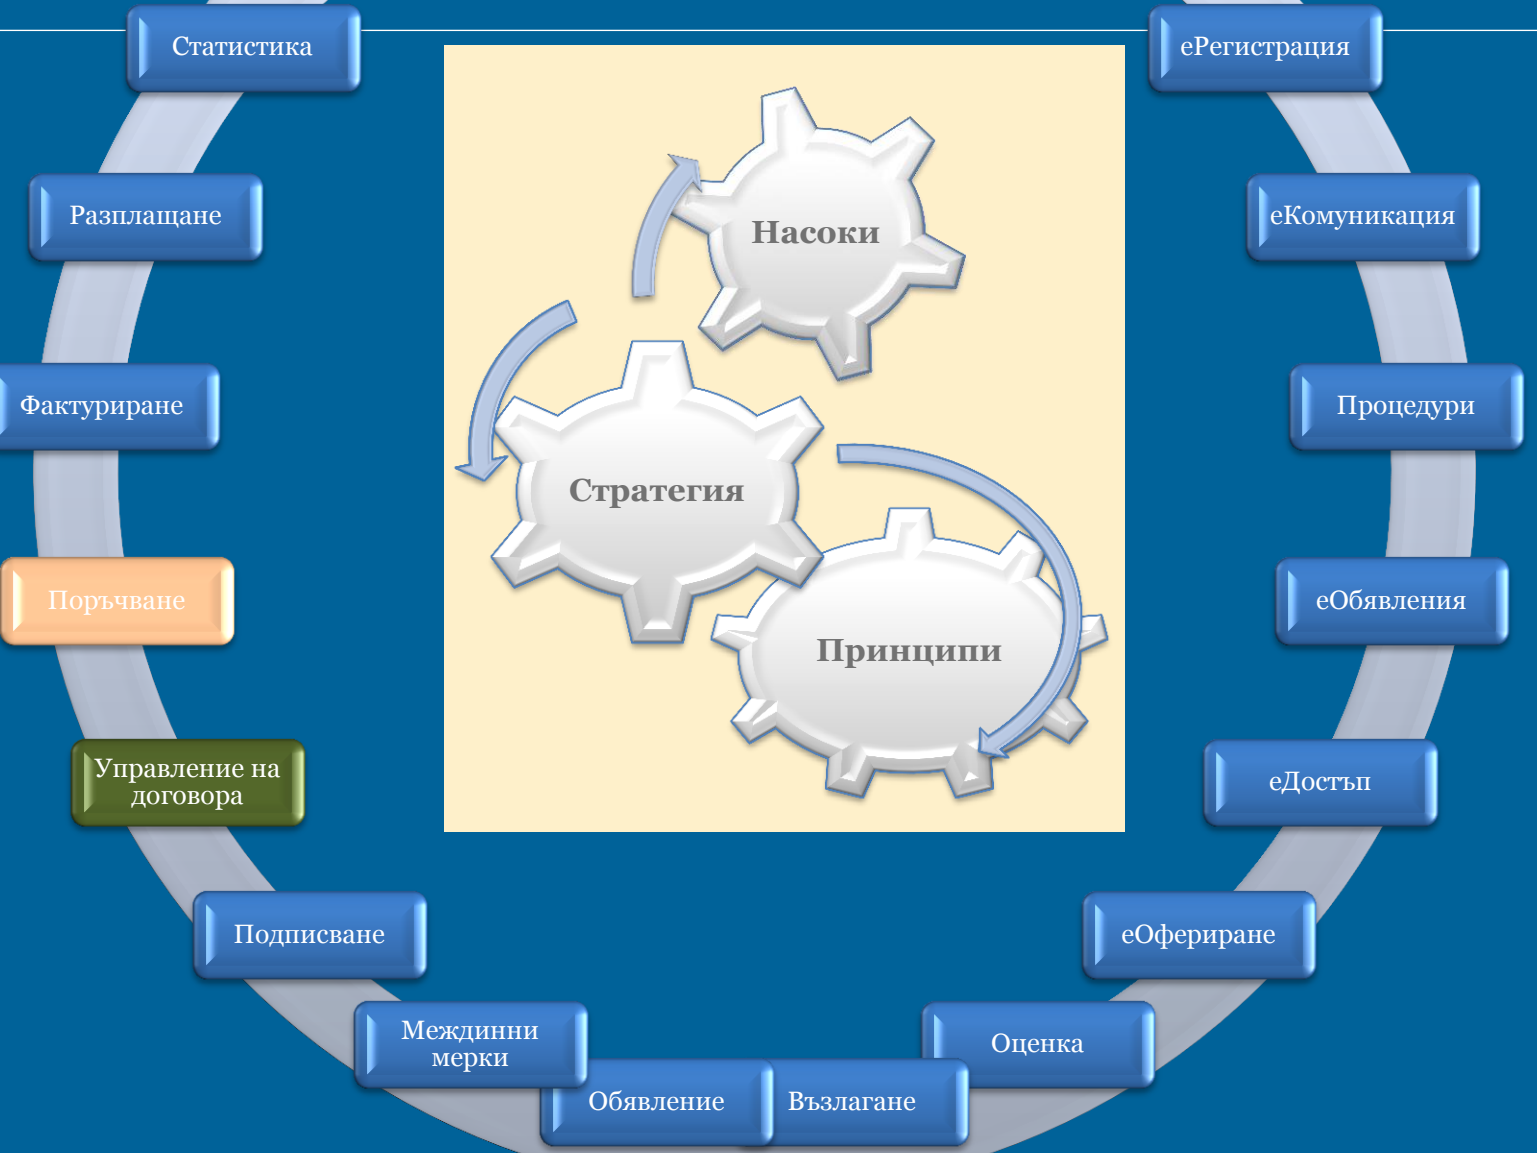 Статистика
еРегистрация
Разплащане
Насоки
еКомуникация
Фактуриране
Процедури
Стратегия
Поръчване
еОбявления
Принципи
Управление на
договора
еДостъп
Подписване
еОфериране
Междинни
мерки
Оценка
Обявление
Възлагане